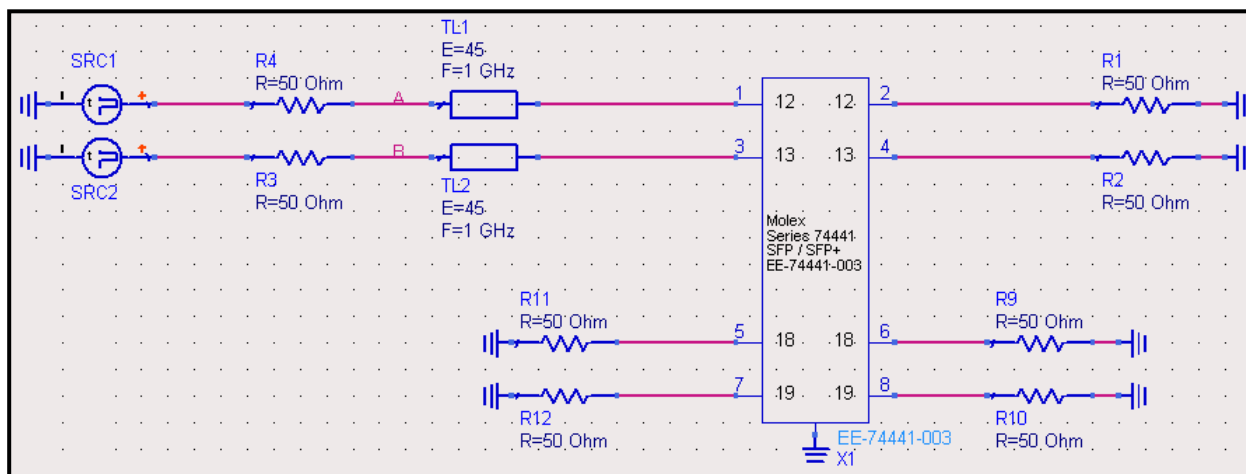 TL1
E=45
F=1 GHz
SRC1
R4
R=50 Ohm
R1
R=50 Ohm
t
A
1
12
12
2
t
B
3
13
13
4
SRC2
R3
R=50 Ohm
TL2
E=45
F=1 GHz
R2
R=50 Ohm
Molex
Series 74441
SFP / SFP+
EE-74441-003
R11
R=50 Ohm
R9
R=50 Ohm
5
18
18
6
7
19
19
8
R12
R=50 Ohm
R10
R=50 Ohm
EE-74441-003
X1